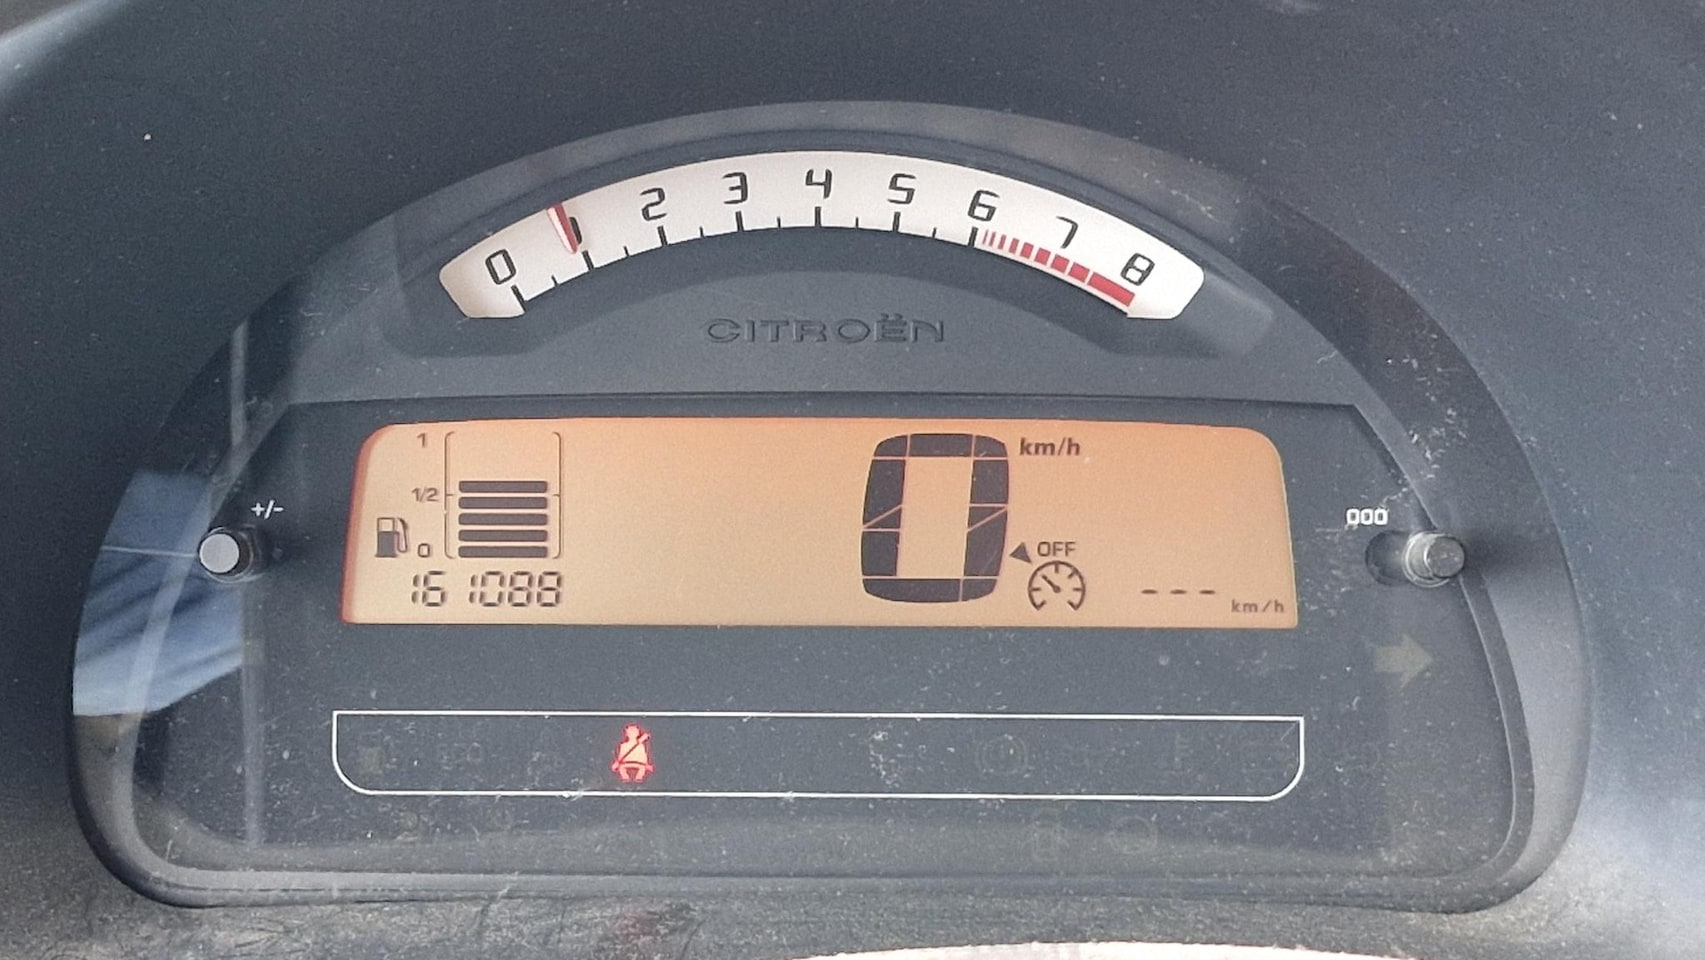 0 1 2 3 4 5 6 7 8
CITROËN
1
1/2
0
161088
0 km/h
OFF
--- km/h
+/-
000